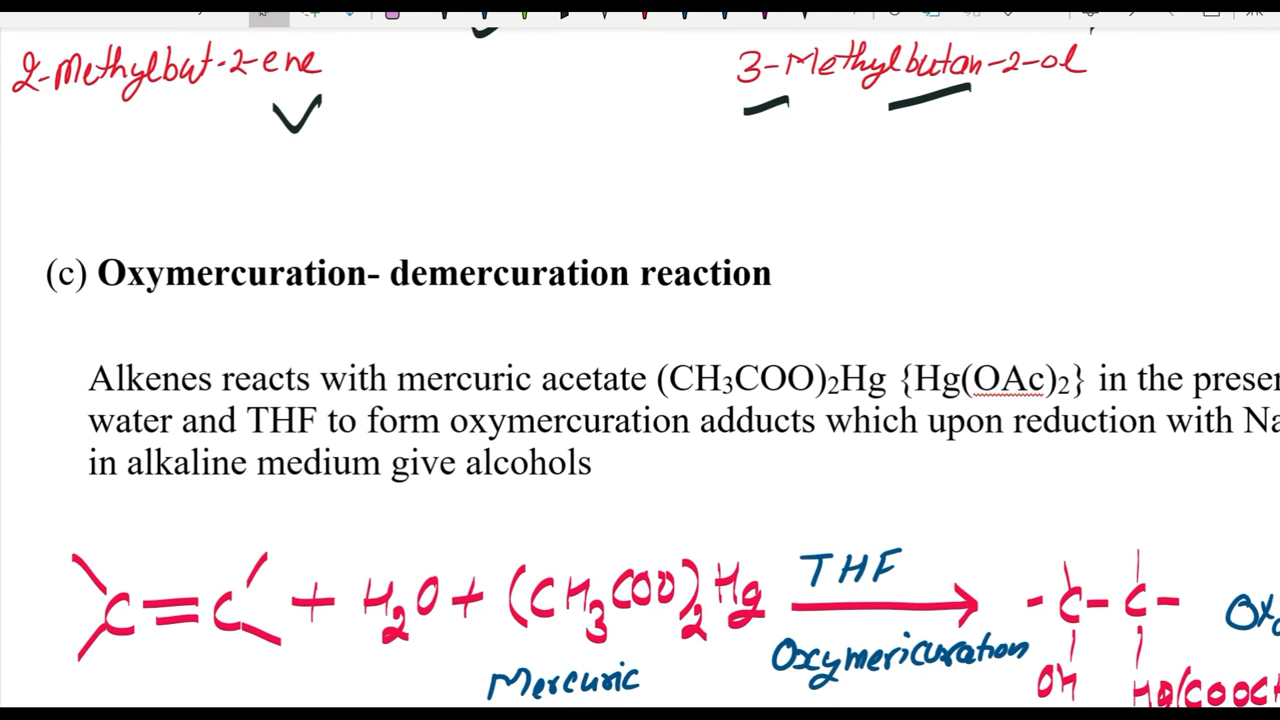 2-Methylbut-2-ene
3-Methylbutan-2-ol
(c) Oxymercuration- demercuration reaction
Alkenes reacts with mercuric acetate (CH₃COO)₂Hg {Hg(OAc)₂} in the presen
water and THF to form oxymercuration adducts which upon reduction with Na
in alkaline medium give alcohols
C=C + H₂O + (CH₃COO)₂Hg THF -C-C-
Mercuric Oxymericuration OH